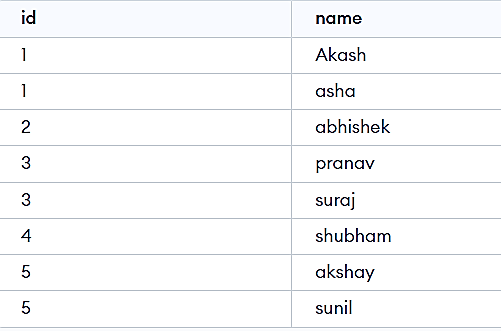 id name
1 Akash
1 asha
2 abhishek
3 pranav
3 suraj
4 shubham
5 akshay
5 sunil